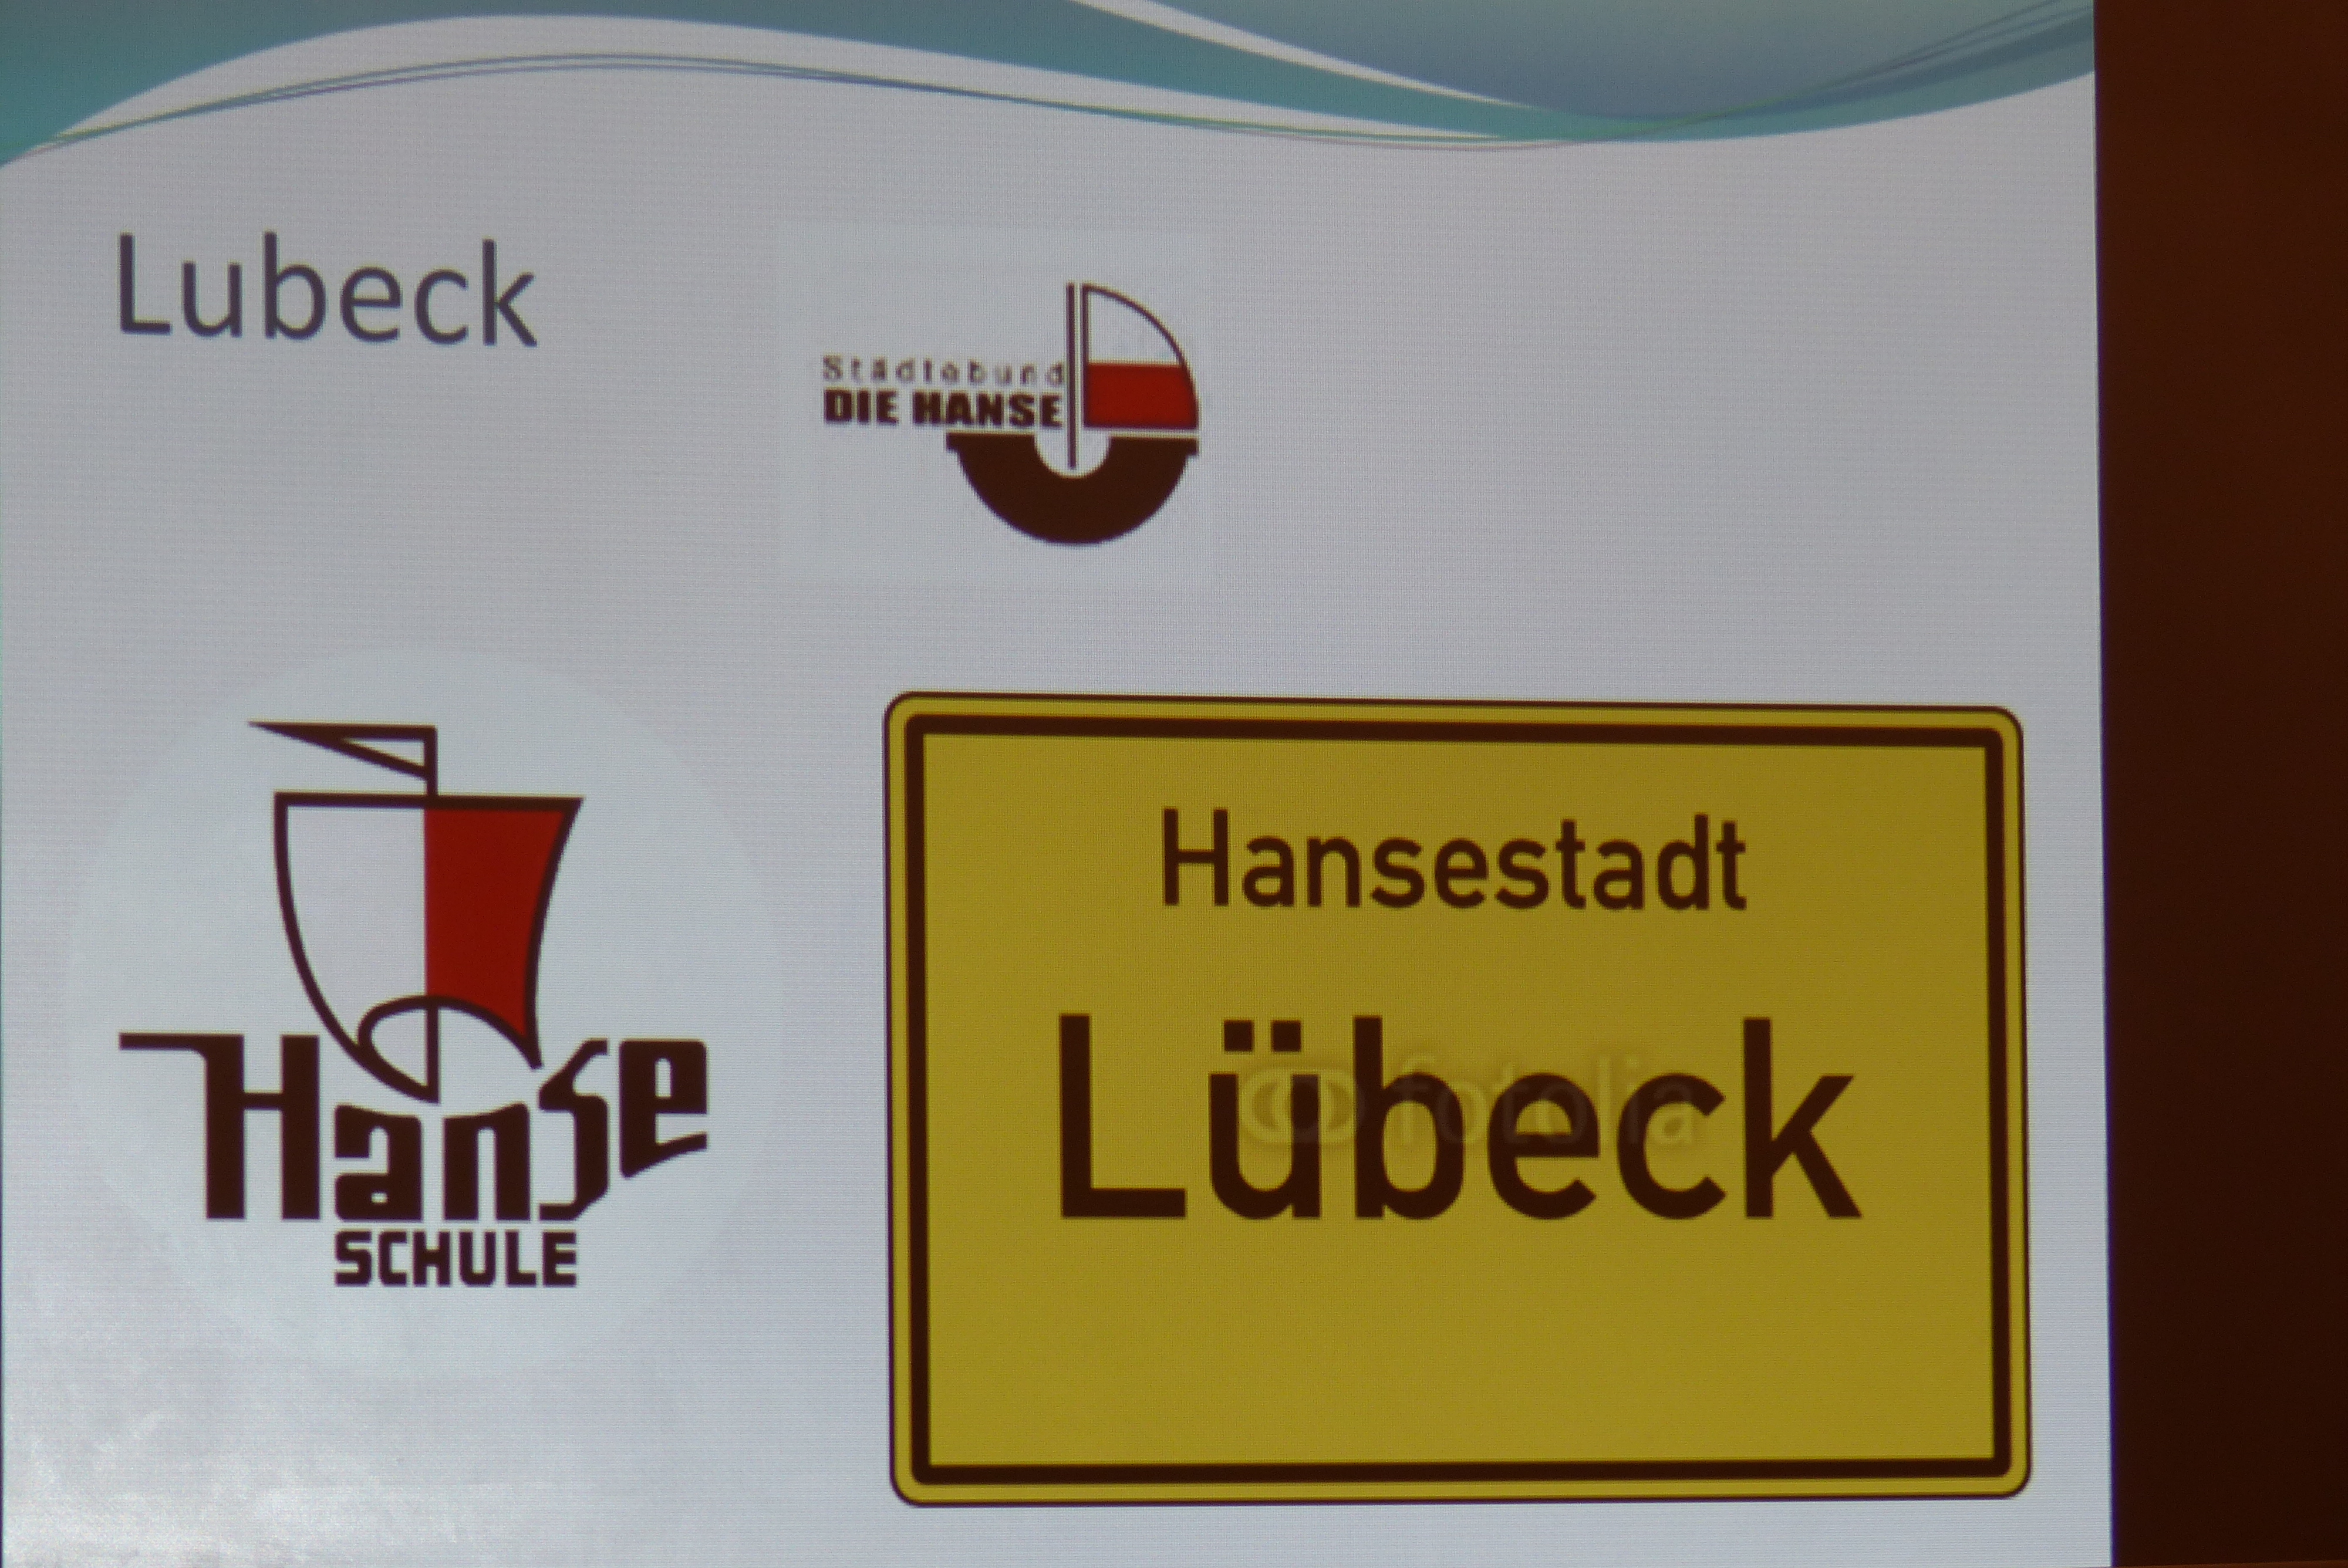 Lubeck
Städtebund
DIE HANSE
Hanse
SCHULE
Hansestadt
Lübeck
fotolia